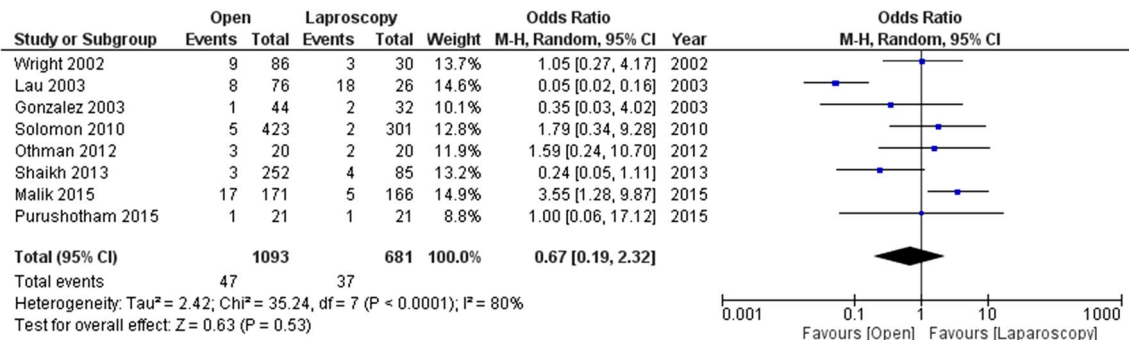 Open Laparoscopy Odds Ratio Odds Ratio
Study or Subgroup Events Total Events Total Weight M-H, Random, 95% CI Year M-H, Random, 95% CI
Wright 2002 9 86 3 30 13.7% 1.05 [0.27, 4.17] 2002
Lau 2003 8 76 18 26 14.6% 0.05 [0.02, 0.16] 2003
Gonzalez 2003 1 44 2 32 10.1% 0.35 [0.03, 4.02] 2003
Solomon 2010 5 423 2 301 12.8% 1.79 [0.34, 9.28] 2010
Othman 2012 3 20 2 20 11.9% 1.59 [0.24, 10.70] 2012
Shaikh 2013 3 252 4 85 13.2% 0.24 [0.05, 1.11] 2013
Malik 2015 17 171 5 166 14.9% 3.55 [1.28, 9.87] 2015
Purushotham 2015 1 21 1 21 8.8% 1.00 [0.06, 17.12] 2015
Total (95% CI) 1093 681 100.0% 0.67 [0.19, 2.32]
Total events 47 37
Heterogeneity: Tau² = 2.42; Chi² = 35.24, df = 7 (P < 0.0001); I² = 80%
Test for overall effect: Z = 0.63 (P = 0.53)
0.001 0.1 1 10 1000
Favours [Open] Favours [Laparoscopy]